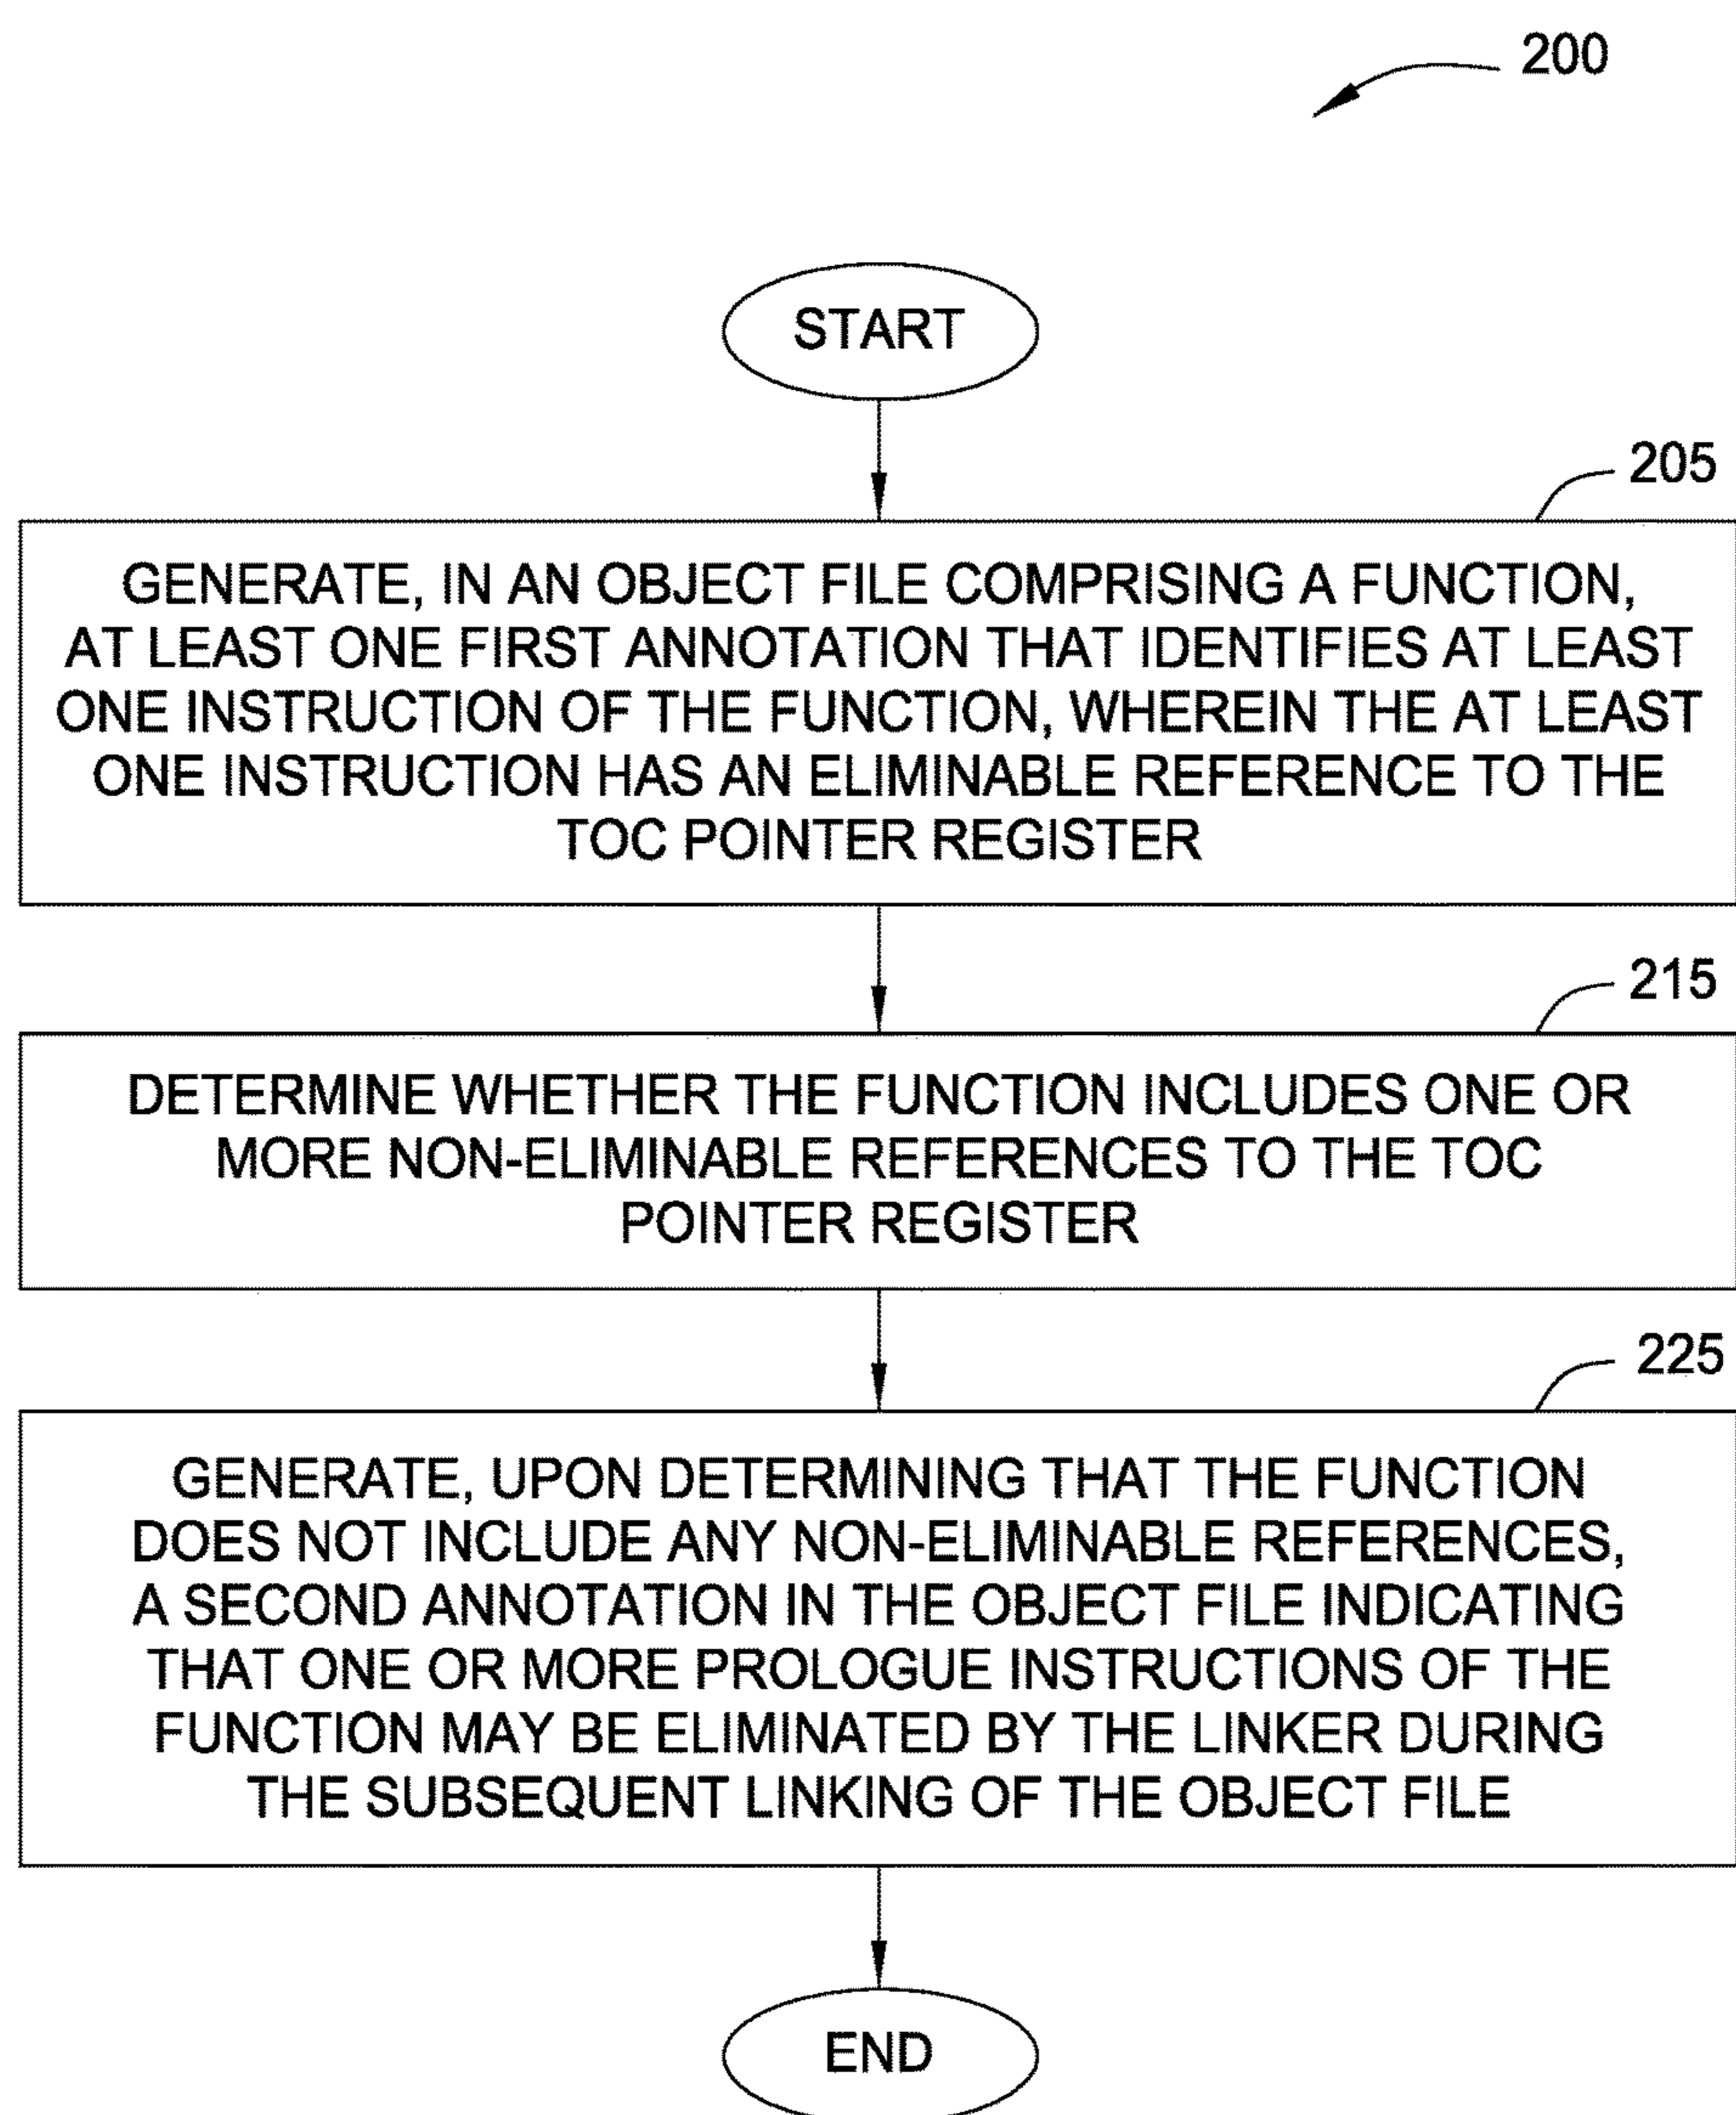 200
START
205
GENERATE, IN AN OBJECT FILE COMPRISING A FUNCTION,
AT LEAST ONE FIRST ANNOTATION THAT IDENTIFIES AT LEAST
ONE INSTRUCTION OF THE FUNCTION, WHEREIN THE AT LEAST
ONE INSTRUCTION HAS AN ELIMINABLE REFERENCE TO THE
TOC POINTER REGISTER
215
DETERMINE WHETHER THE FUNCTION INCLUDES ONE OR
MORE NON-ELIMINABLE REFERENCES TO THE TOC
POINTER REGISTER
225
GENERATE, UPON DETERMINING THAT THE FUNCTION
DOES NOT INCLUDE ANY NON-ELIMINABLE REFERENCES,
A SECOND ANNOTATION IN THE OBJECT FILE INDICATING
THAT ONE OR MORE PROLOGUE INSTRUCTIONS OF THE
FUNCTION MAY BE ELIMINATED BY THE LINKER DURING
THE SUBSEQUENT LINKING OF THE OBJECT FILE
END